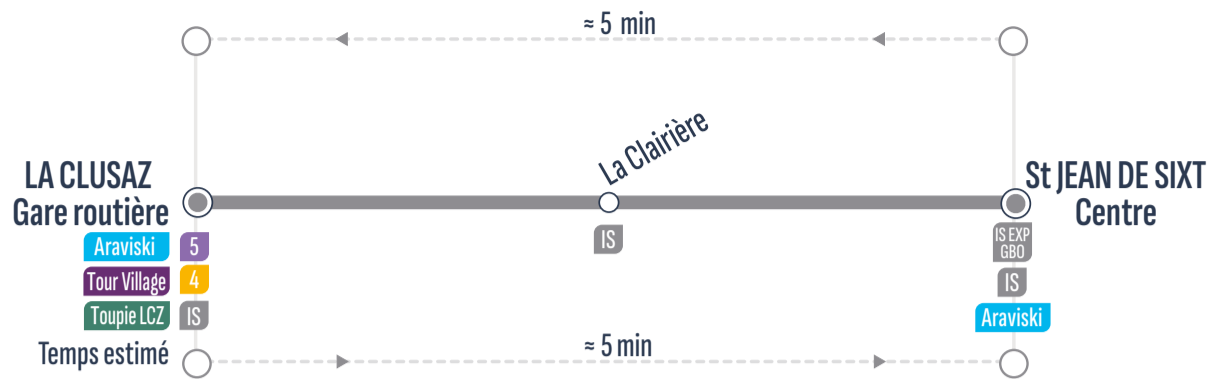 ≈ 5 min
La Clairière
LA CLUSAZ
Gare routière
St JEAN DE SIXT
Centre
Araviski 5
Tour Village 4
Toupie LCZ IS
IS
IS EXP
GBO
IS
Araviski
Temps estimé
≈ 5 min